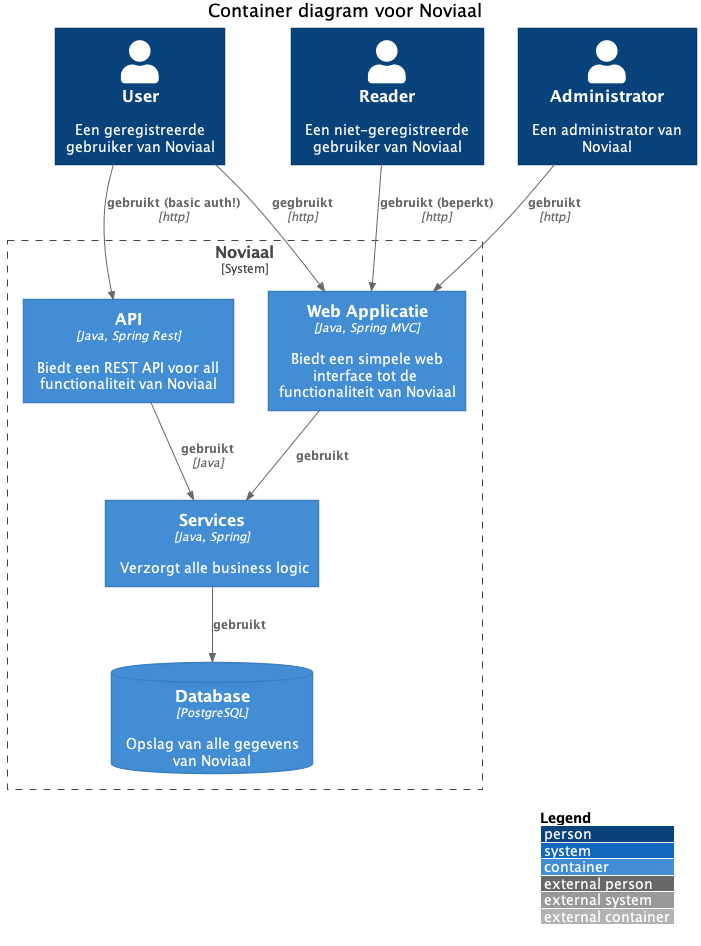 Container diagram voor Noviaal
User
Een geregistreerde
gebruiker van Noviaal
Reader
Een niet-geregistreerde
gebruiker van Noviaal
Administrator
Een administrator van
Noviaal
gebruikt (basic auth!)
[http]
gegbruikt
[http]
gebruikt (beperkt)
[http]
gebruikt
[http]
Noviaal
[System]
API
[Java, Spring Rest]
Biedt een REST API voor all
functionaliteit van Noviaal
Web Applicatie
[Java, Spring MVC]
Biedt een simpele web
interface tot de
functionaliteit van Noviaal
gebruikt
[Java]
gebruikt
Services
[Java, Spring]
Verzorgt alle business logic
gebruikt
Database
[PostgreSQL]
Opslag van alle gegevens
van Noviaal
Legend
person
system
container
external person
external system
external container